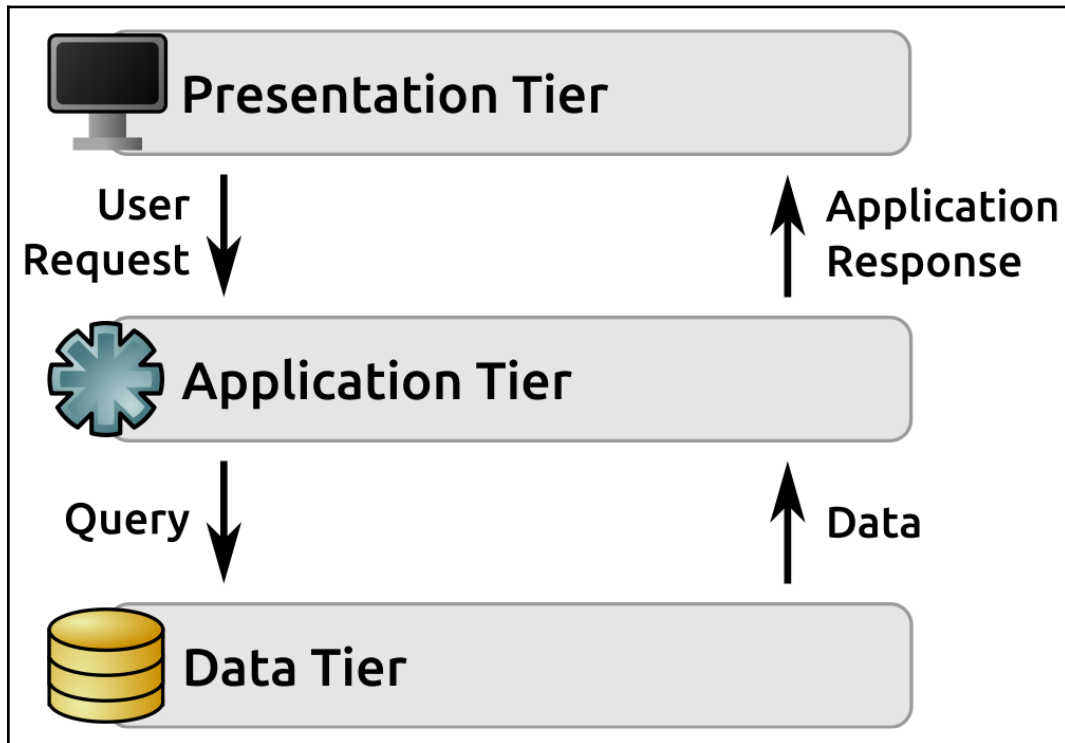 Presentation Tier
User
Request
Application
Response
Application Tier
Query
Data
Data Tier